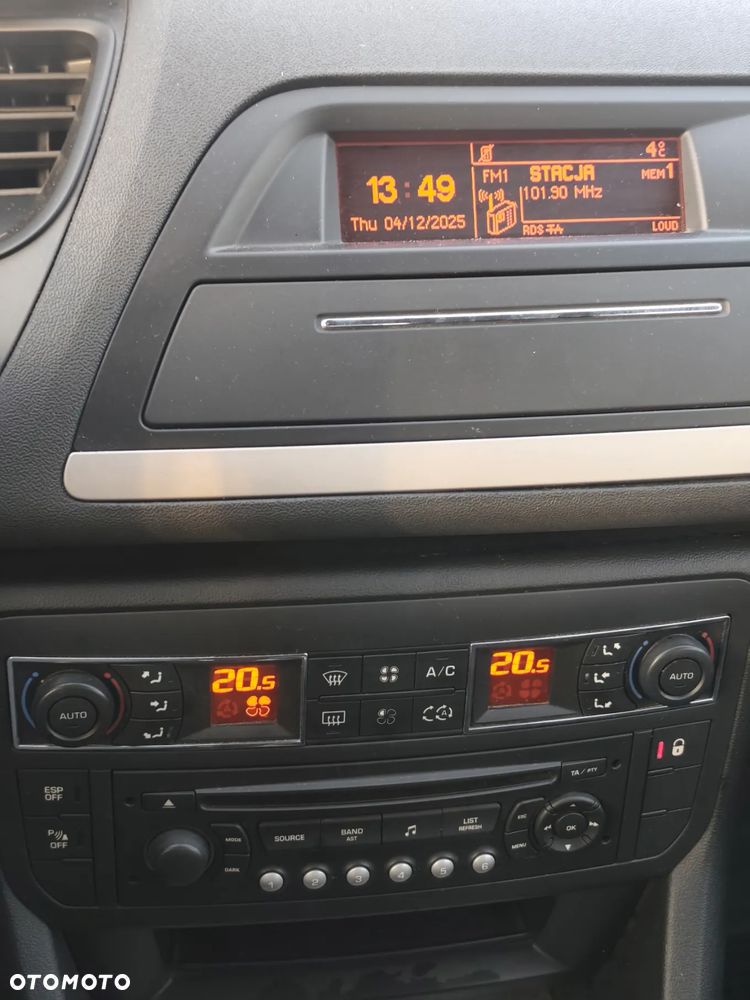 4°C
FM1 STACJA MEM1
13:49
101.90 MHz
Thu 04/12/2025
RDS TA LOUD
20.5
A/C
20.5
AUTO
A
AUTO
ESP OFF
TA / PTY
MODE
SOURCE
BAND AST
LIST REFRESH
ESC
OK
P OFF
DARK
MENU
1 2 3 4 5 6
OTOMOTO